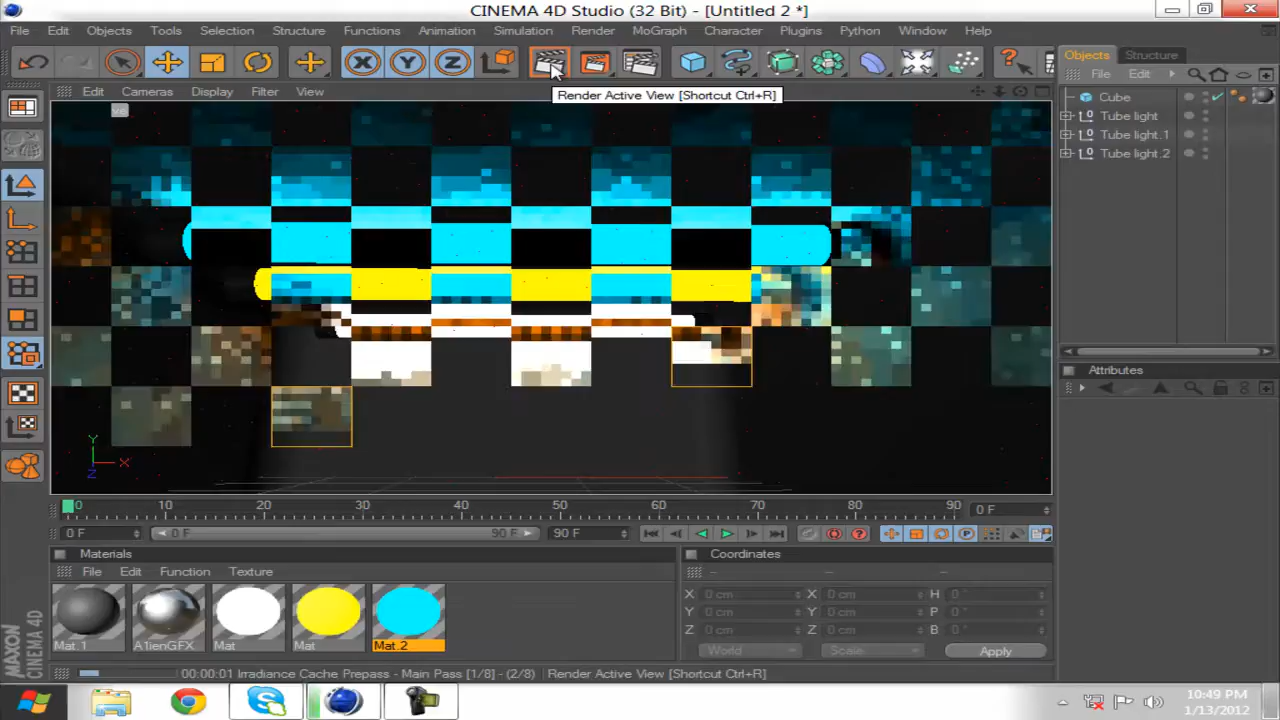 CINEMA 4D Studio (32 Bit) - [Untitled 2 *]
File Edit Objects Tools Selection Structure Functions Animation Simulation Render MoGraph Character Plugins Python Window Help
Objects Structure
File Edit
Edit Cameras Display Filter View
Render Active View [Shortcut Ctrl+R]
Cube
Tube light
Tube light.1
Tube light.2
Attributes
Y
X
Z
0 10 20 30 40 50 60 70 80 90 0 F
0 F 0 F 90 F 90 F
Materials
File Edit Function Texture
Mat.1 A1ienGFX Mat Mat Mat.2
Coordinates
X 0 cm X 0 cm H 0 °
Y 0 cm Y 0 cm P 0 °
Z 0 cm Z 0 cm B 0 °
World Scale Apply
MAXON CINEMA 4D
00:00:01 Irradiance Cache Prepass - Main Pass [1/8] - (2/8) Render Active View [Shortcut Ctrl+R]
10:49 PM
1/13/2012